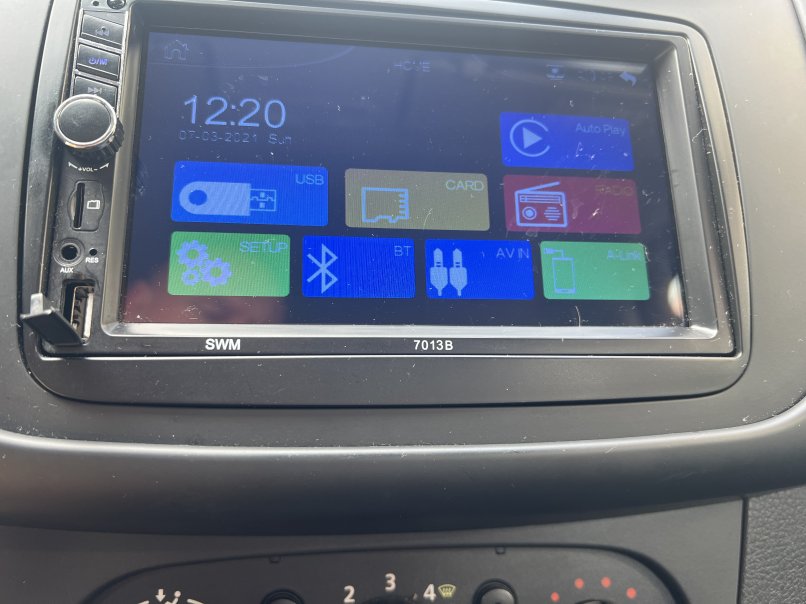 HOME
12:20
07-03-2021 Sun
Auto Play
USB
CARD
RADIO
SETUP
BT
AV IN
A-Link
+VOL-
AUX
RES
SWM
7013B
2
3
4